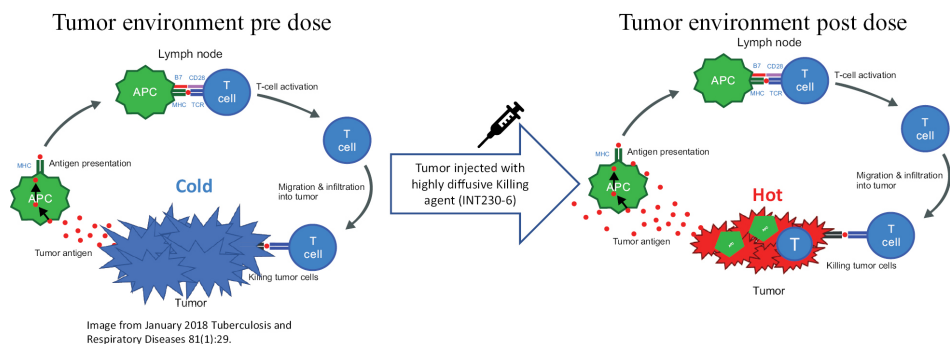 Tumor environment pre dose
Lymph node
B7
CD28
APC
T
cell
MHC
TCR
T-cell activation
T
cell
MHC
Antigen presentation
APC
Cold
Migration & infiltration
into tumor
Tumor antigen
T
cell
Killing tumor cells
Tumor
Image from January 2018 Tuberculosis and
Respiratory Diseases 81(1):29.
Tumor injected with
highly diffusive Killing
agent (INT230-6)
Tumor environment post dose
Lymph node
B7
CD28
APC
T
cell
MHC
TCR
T-cell activation
T
cell
MHC
Antigen presentation
APC
Hot
Migration & infiltration
into tumor
Tumor antigen
T
T
cell
Killing tumor cells
Tumor